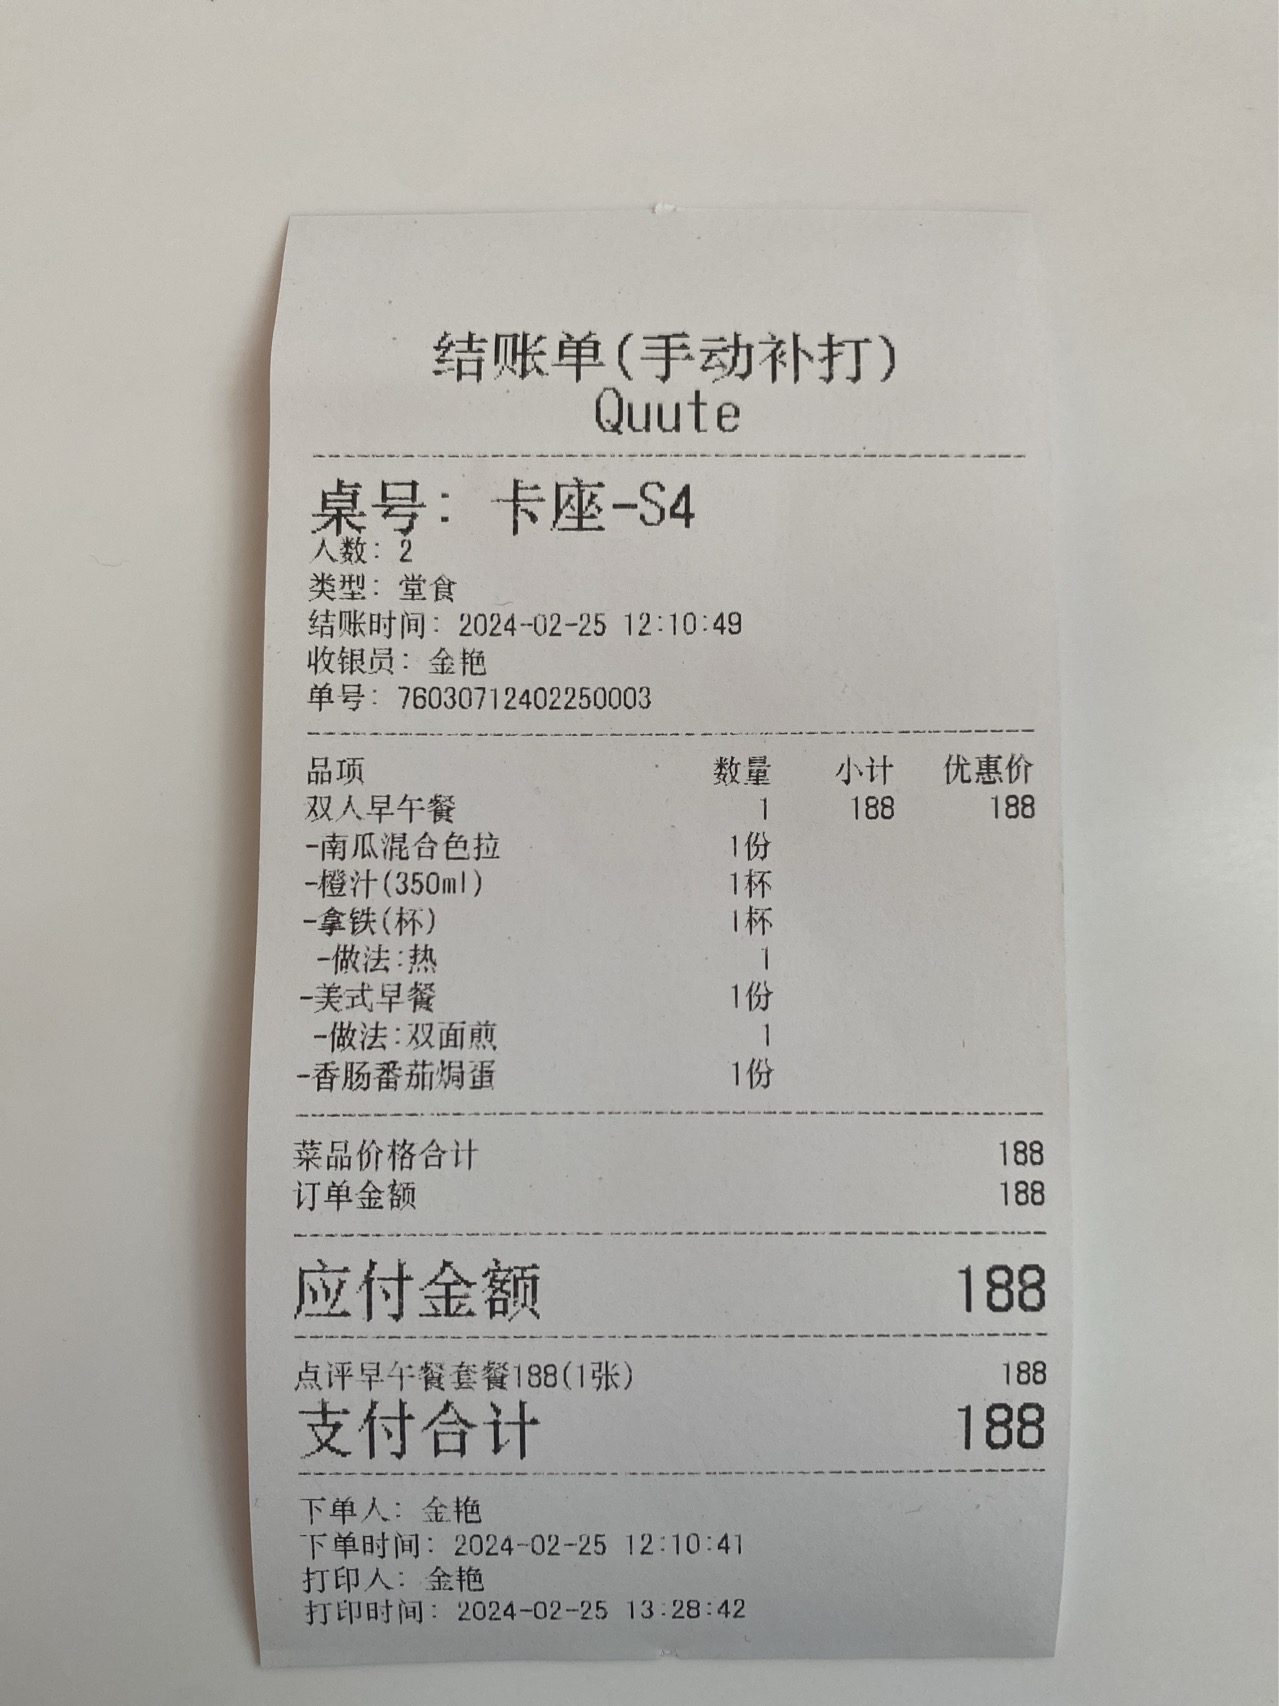 结账单(手动补打)
Quute
桌号: 卡座-S4
人数: 2
类型: 堂食
结账时间: 2024-02-25 12:10:49
收银员: 金艳
单号: 76030712402250003
品项 数量 小计 优惠价
双人早午餐 1 188 188
-南瓜混合色拉 1份
-橙汁(350ml) 1杯
-拿铁(杯) 1杯
-做法:热 1
-美式早餐 1份
-做法:双面煎 1
-香肠番茄焗蛋 1份
菜品价格合计 188
订单金额 188
应付金额 188
点评早午餐套餐188(1张) 188
支付合计 188
下单人: 金艳
下单时间: 2024-02-25 12:10:41
打印人: 金艳
打印时间: 2024-02-25 13:28:42